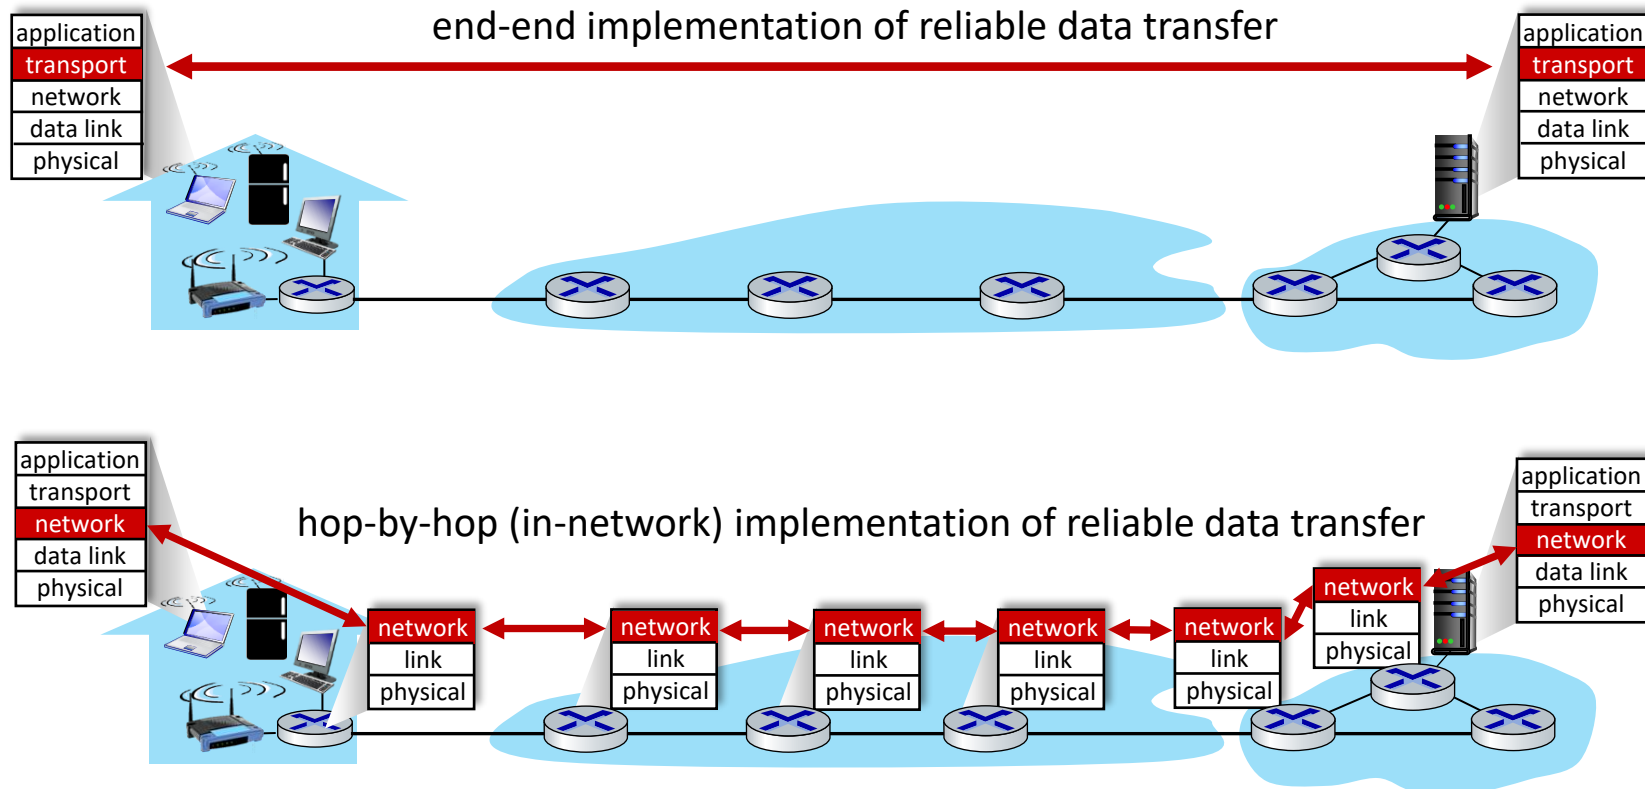 end-end implementation of reliable data transfer
application
transport
network
data link
physical
application
transport
network
data link
physical
hop-by-hop (in-network) implementation of reliable data transfer
application
transport
network
data link
physical
network
link
physical
network
link
physical
network
link
physical
network
link
physical
network
link
physical
network
link
physical
application
transport
network
data link
physical